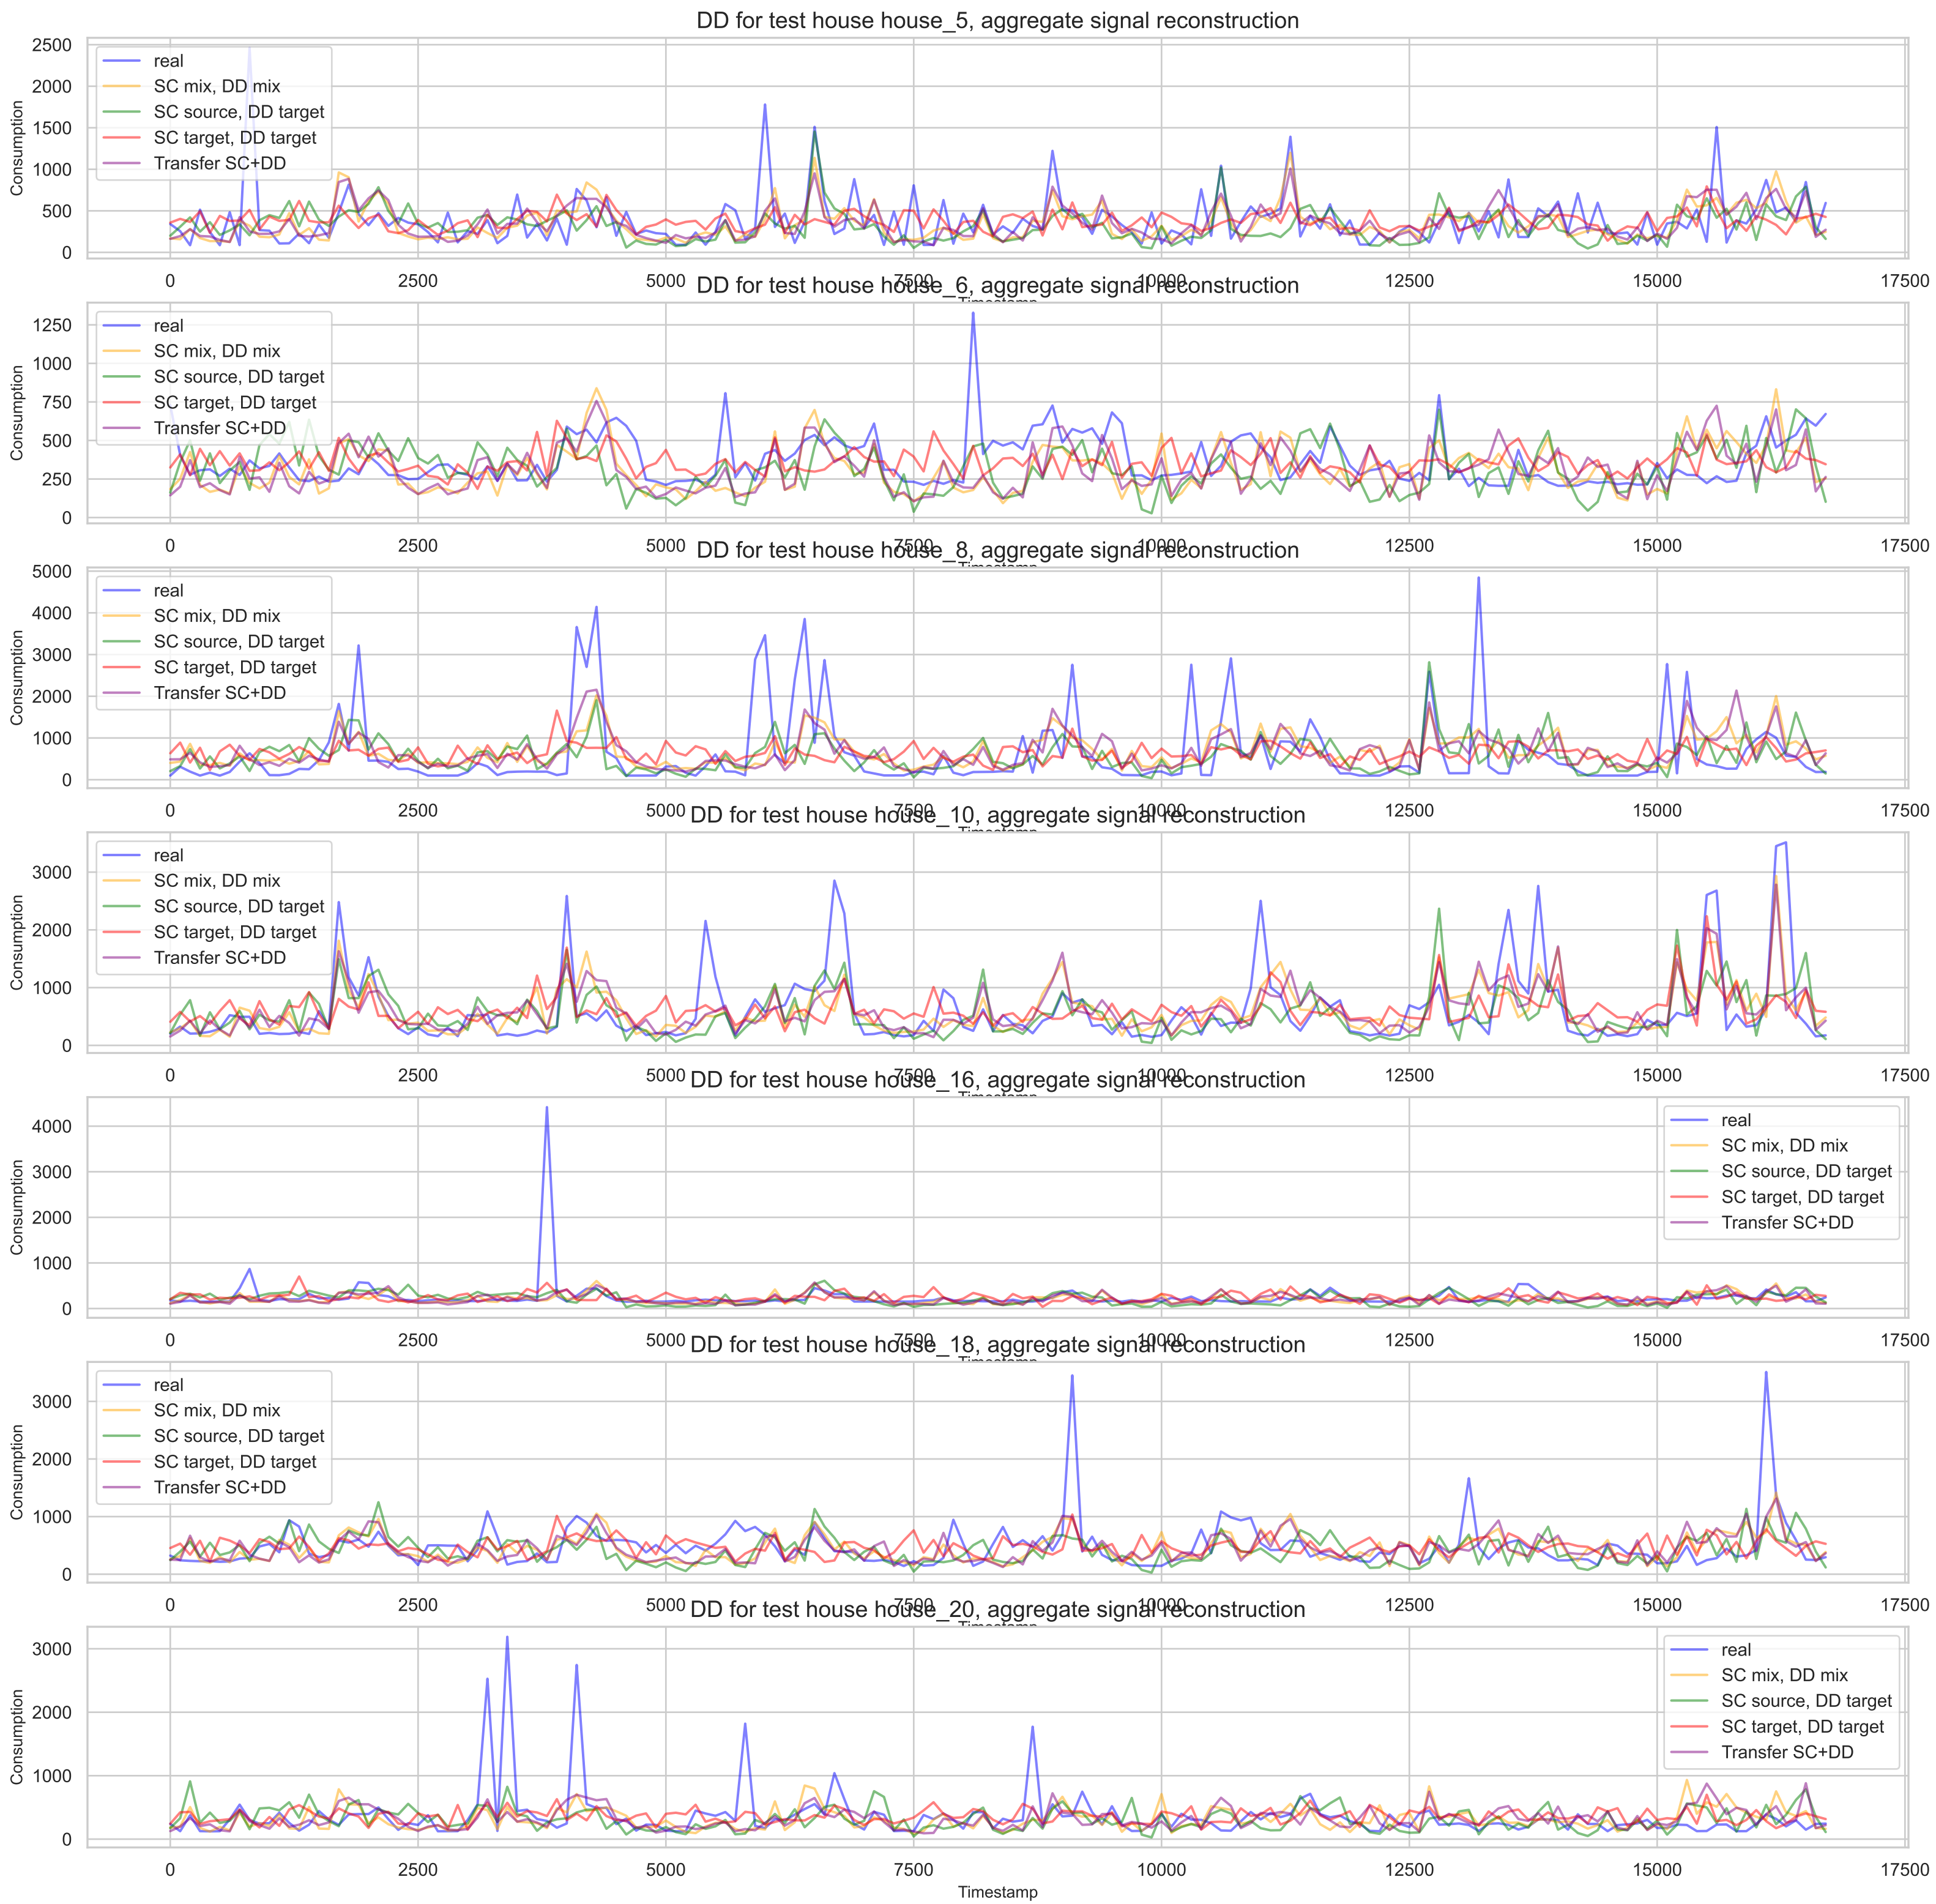 DD for test house house_5, aggregate signal reconstruction
Consumption
2500
2000
1500
1000
500
0
real
SC mix, DD mix
SC source, DD target
SC target, DD target
Transfer SC+DD
0 2500 5000 7500 10000 12500 15000 17500
Timestamp
DD for test house house_6, aggregate signal reconstruction
Consumption
1250
1000
750
500
250
0
real
SC mix, DD mix
SC source, DD target
SC target, DD target
Transfer SC+DD
0 2500 5000 7500 10000 12500 15000 17500
Timestamp
DD for test house house_8, aggregate signal reconstruction
Consumption
5000
4000
3000
2000
1000
0
real
SC mix, DD mix
SC source, DD target
SC target, DD target
Transfer SC+DD
0 2500 5000 7500 10000 12500 15000 17500
Timestamp
DD for test house house_10, aggregate signal reconstruction
Consumption
3000
2000
1000
0
real
SC mix, DD mix
SC source, DD target
SC target, DD target
Transfer SC+DD
0 2500 5000 7500 10000 12500 15000 17500
Timestamp
DD for test house house_16, aggregate signal reconstruction
Consumption
4000
3000
2000
1000
0
real
SC mix, DD mix
SC source, DD target
SC target, DD target
Transfer SC+DD
0 2500 5000 7500 10000 12500 15000 17500
Timestamp
DD for test house house_18, aggregate signal reconstruction
Consumption
3000
2000
1000
0
real
SC mix, DD mix
SC source, DD target
SC target, DD target
Transfer SC+DD
0 2500 5000 7500 10000 12500 15000 17500
Timestamp
DD for test house house_20, aggregate signal reconstruction
Consumption
3000
2000
1000
0
real
SC mix, DD mix
SC source, DD target
SC target, DD target
Transfer SC+DD
0 2500 5000 7500 10000 12500 15000 17500
Timestamp